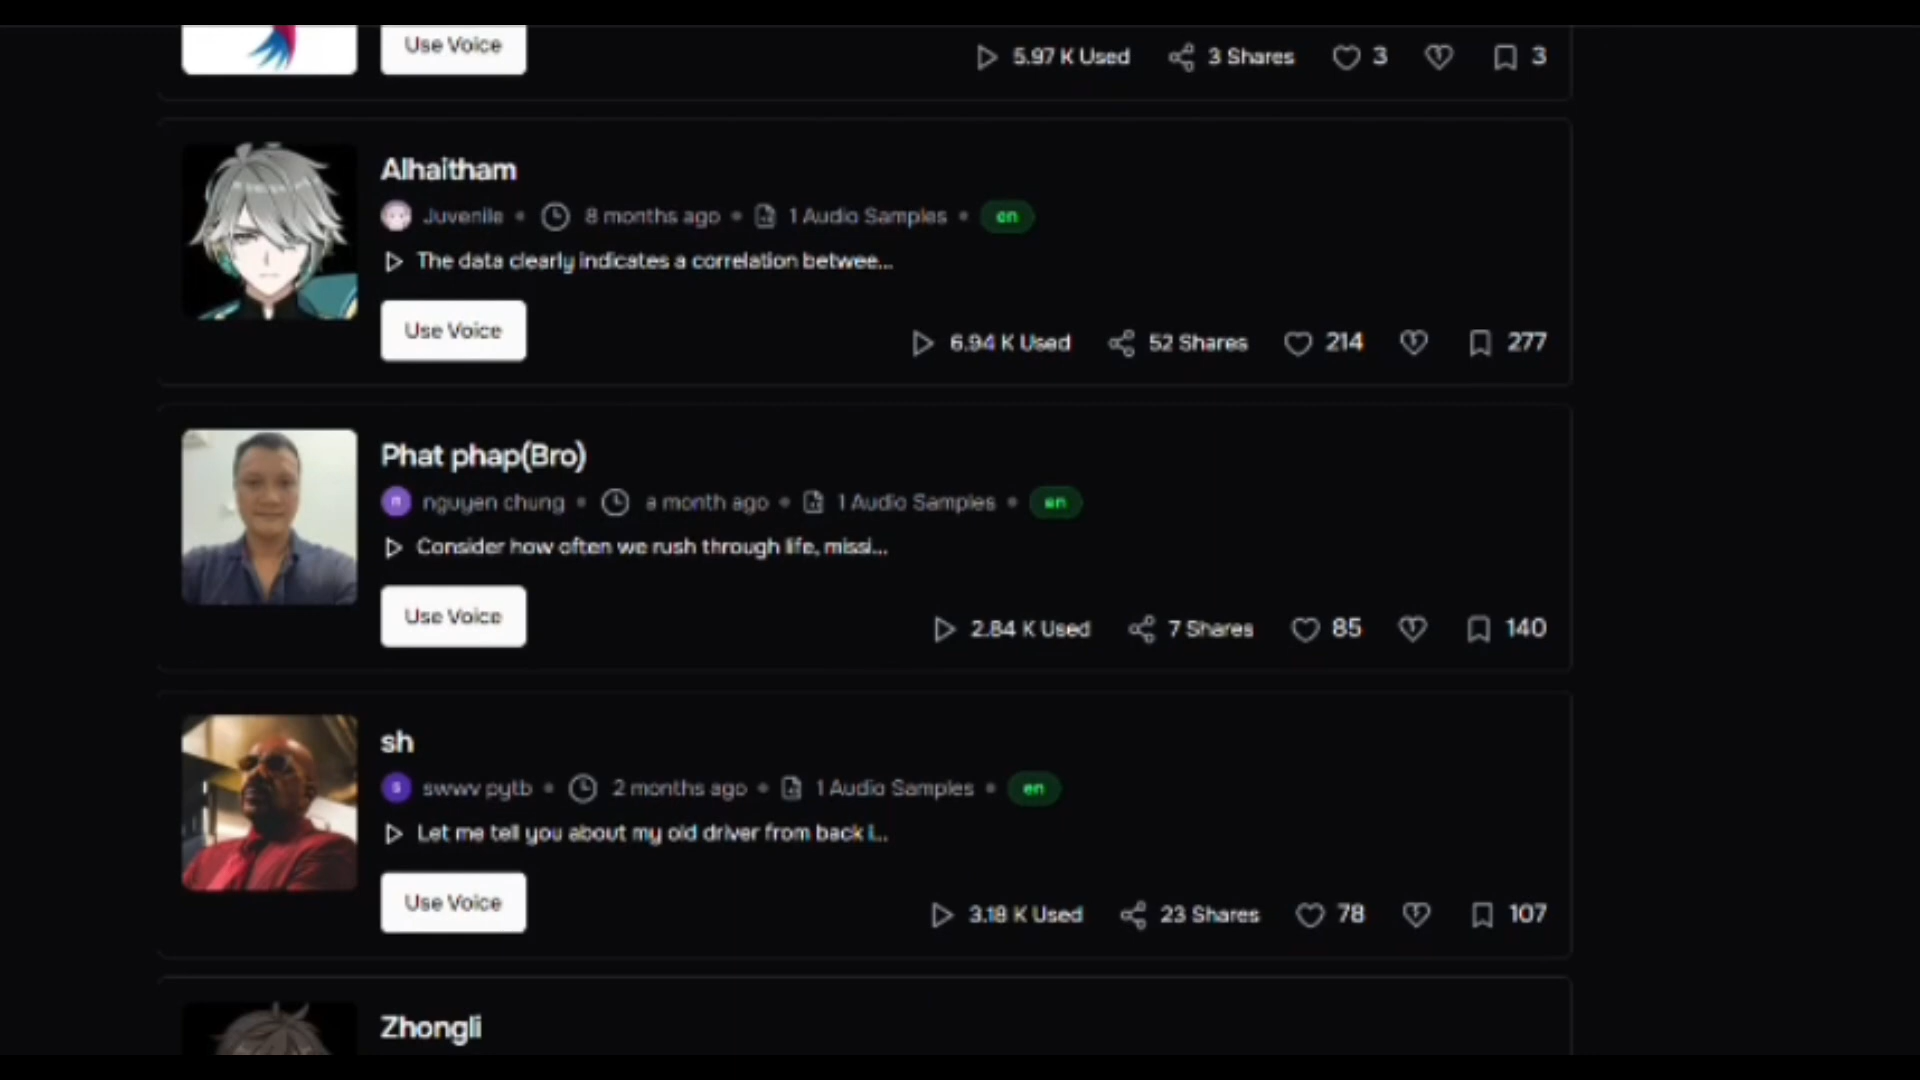 Use Voice
5.97 K Used 3 Shares 3 3
Alhaitham
Juvenile • 8 months ago • 1 Audio Samples • en
The data clearly indicates a correlation betwee...
Use Voice
6.94 K Used 52 Shares 214 277
Phat phap(Bro)
n nguyen chung • a month ago • 1 Audio Samples • en
Consider how often we rush through life, missi...
Use Voice
2.84 K Used 7 Shares 85 140
sh
s swwv pytb • 2 months ago • 1 Audio Samples • en
Let me tell you about my old driver from back i...
Use Voice
3.18 K Used 23 Shares 78 107
Zhongli